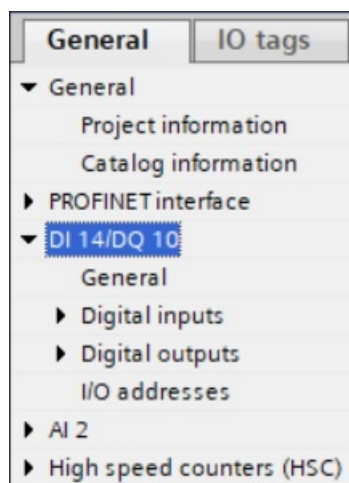 General IO tags
General
Project information
Catalog information
PROFINET interface
DI 14/DQ 10
General
Digital inputs
Digital outputs
I/O addresses
AI 2
High speed counters (HSC)